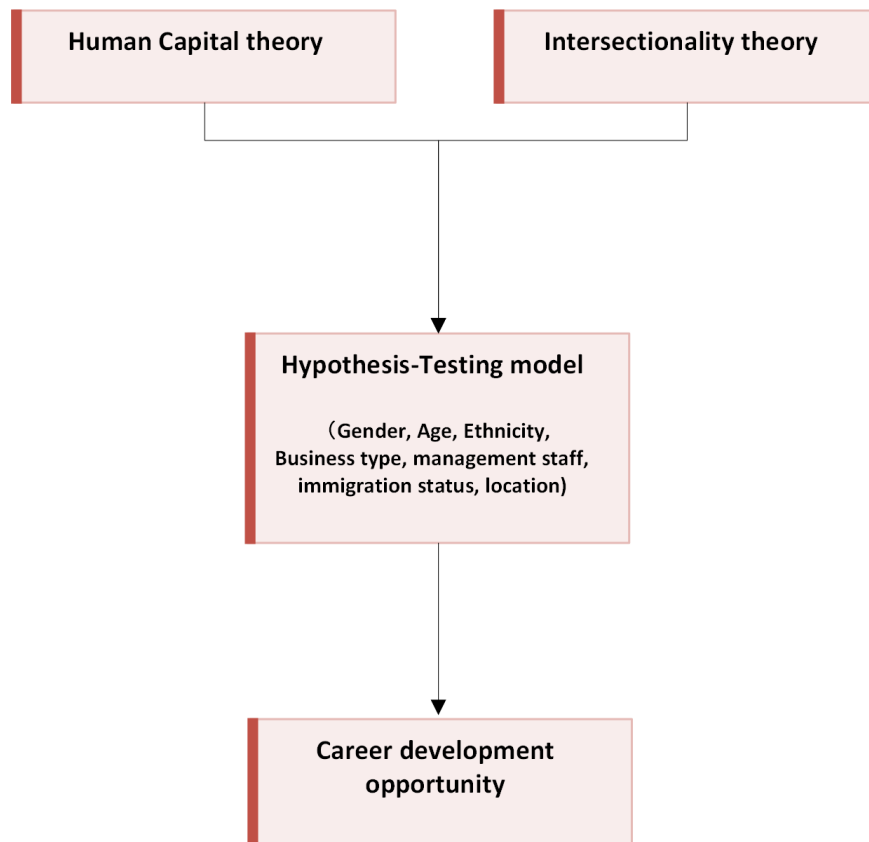 Human Capital theory
Intersectionality theory
Hypothesis-Testing model
（Gender, Age, Ethnicity,
Business type, management staff,
immigration status, location)
Career development
opportunity